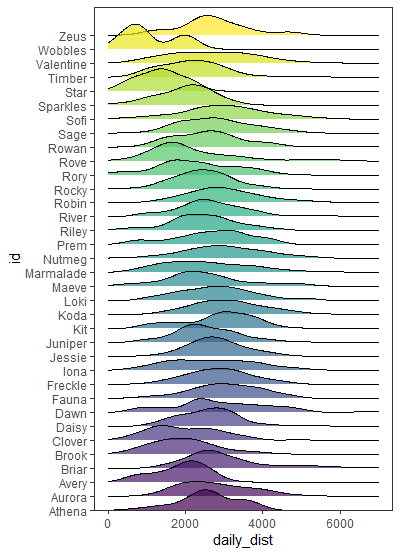 Zeus
Wobbles
Valentine
Timber
Star
Sparkles
Sofi
Sage
Rowan
Rove
Rory
Rocky
Robin
River
Riley
Prem
Nutmeg
Marmalade
Maeve
Loki
Koda
Kit
Juniper
Jessie
Iona
Freckle
Fauna
Dawn
Daisy
Clover
Brook
Briar
Avery
Aurora
Athena
id
0 2000 4000 6000
daily_dist